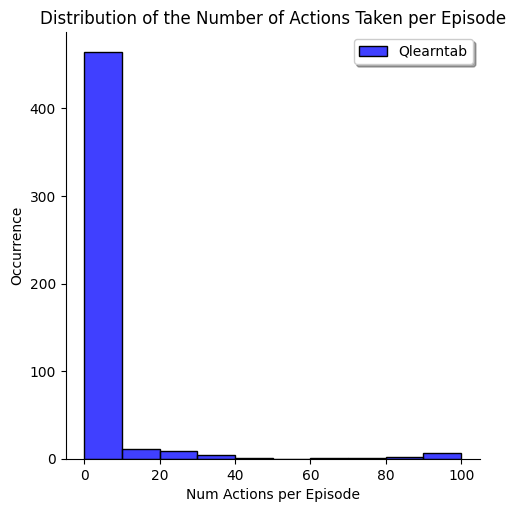 Distribution of the Number of Actions Taken per Episode
Qlearntab
Occurrence
400
300
200
100
0
0 20 40 60 80 100
Num Actions per Episode